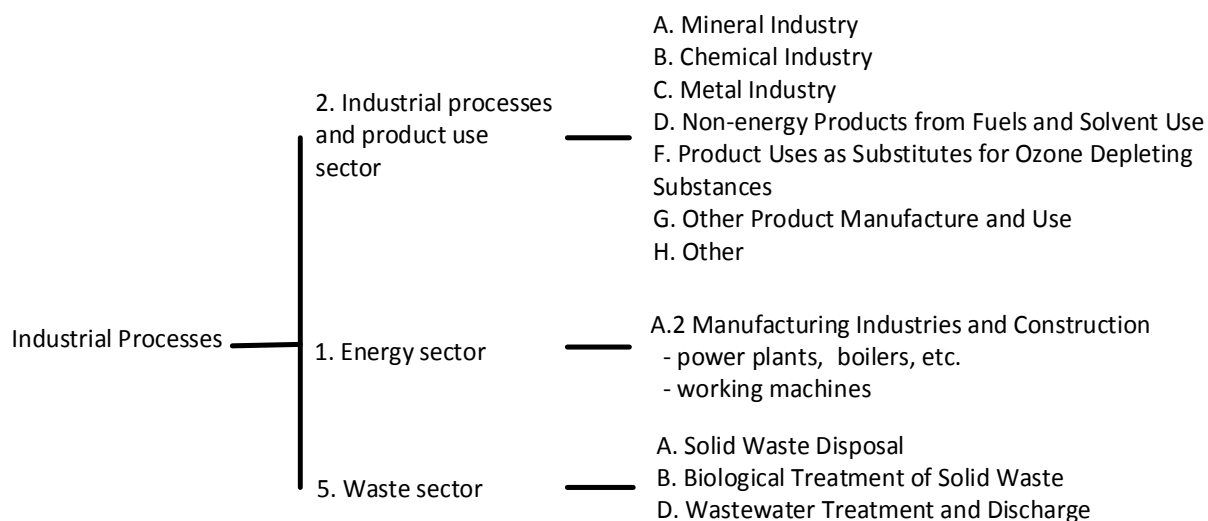 Industrial Processes
2. Industrial processes
and product use
sector
A. Mineral Industry
B. Chemical Industry
C. Metal Industry
D. Non-energy Products from Fuels and Solvent Use
F. Product Uses as Substitutes for Ozone Depleting
Substances
G. Other Product Manufacture and Use
H. Other
1. Energy sector
A.2 Manufacturing Industries and Construction
- power plants, boilers, etc.
- working machines
5. Waste sector
A. Solid Waste Disposal
B. Biological Treatment of Solid Waste
D. Wastewater Treatment and Discharge